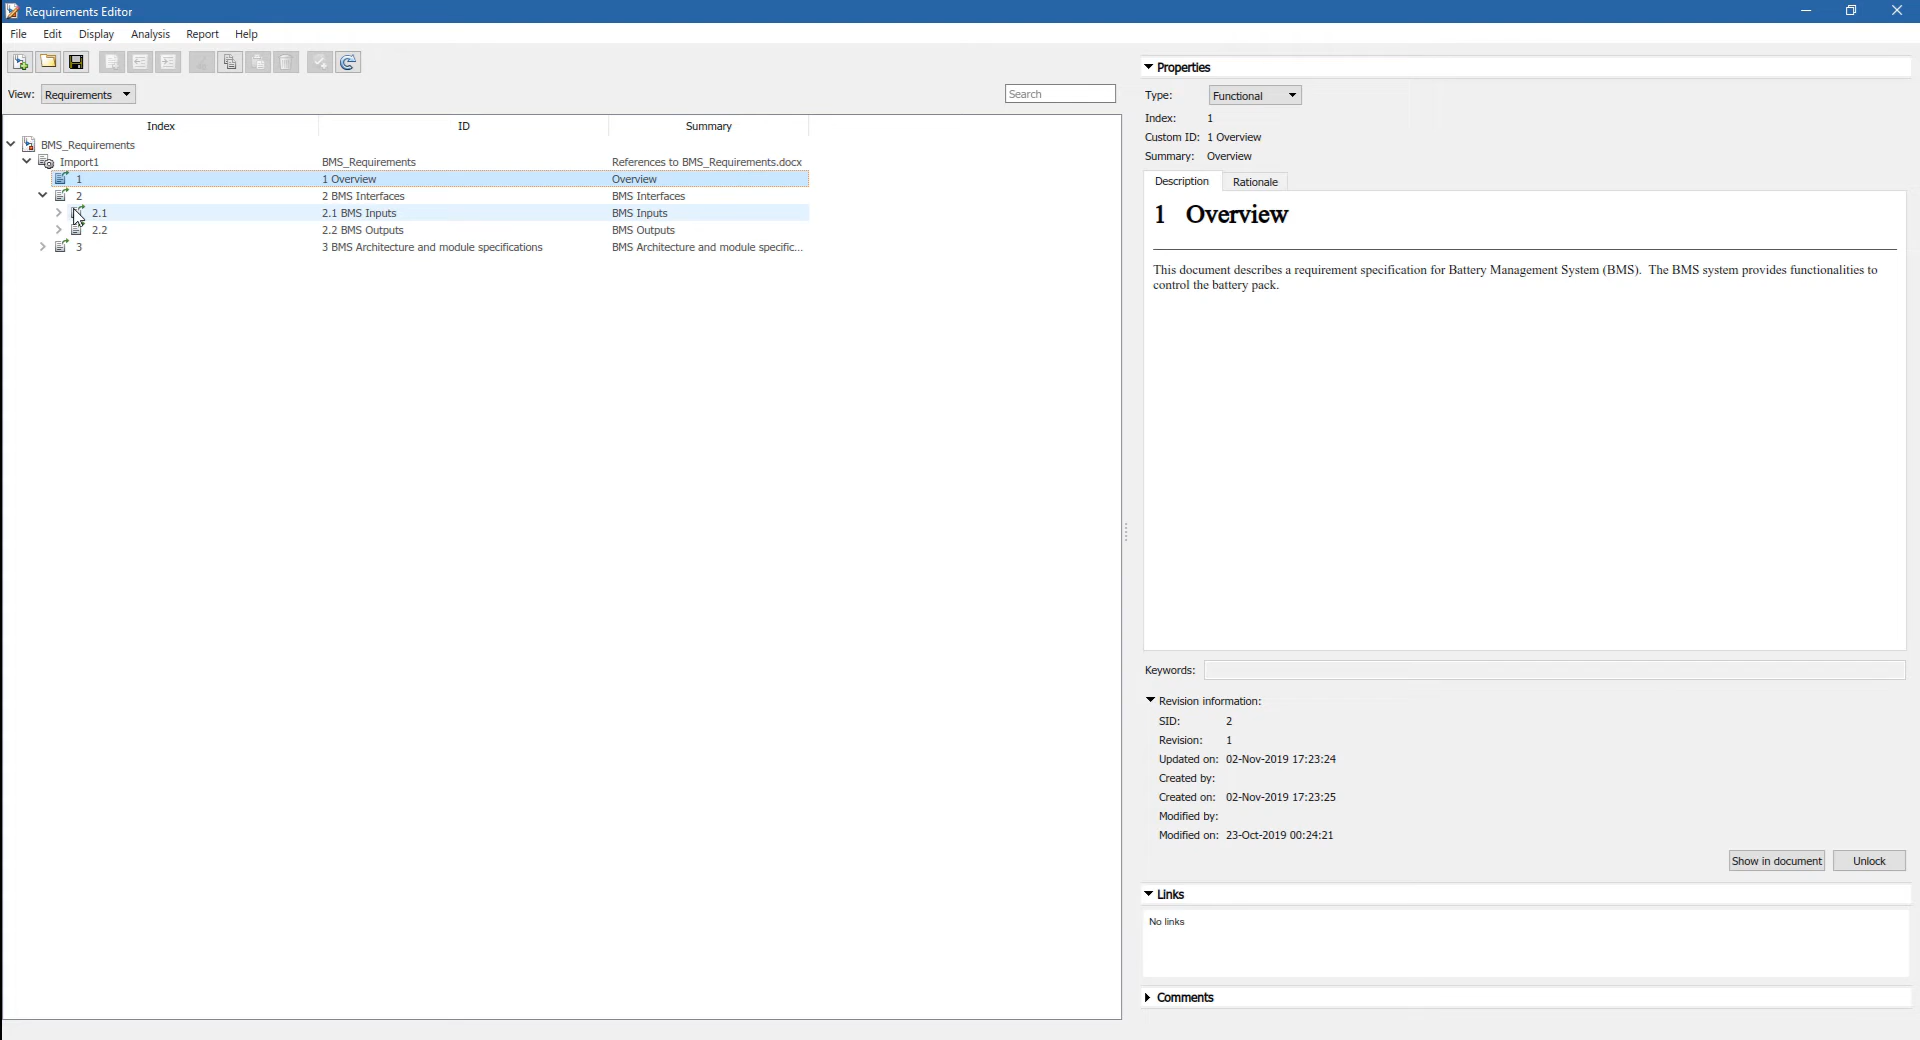 Requirements Editor
File Edit Display Analysis Report Help
View: Requirements
Search
Index ID Summary
BMS_Requirements
Import1 BMS_Requirements References to BMS_Requirements.docx
1 1 Overview Overview
2 2 BMS Interfaces BMS Interfaces
2.1 2.1 BMS Inputs BMS Inputs
2.2 2.2 BMS Outputs BMS Outputs
3 3 BMS Architecture and module specifications BMS Architecture and module specific...
Properties
Type: Functional
Index: 1
Custom ID: 1 Overview
Summary: Overview
Description Rationale
1 Overview
This document describes a requirement specification for Battery Management System (BMS). The BMS system provides functionalities to
control the battery pack.
Keywords:
Revision information:
SID: 2
Revision: 1
Updated on: 02-Nov-2019 17:23:24
Created by:
Created on: 02-Nov-2019 17:23:25
Modified by:
Modified on: 23-Oct-2019 00:24:21
Show in document Unlock
Links
No links
Comments